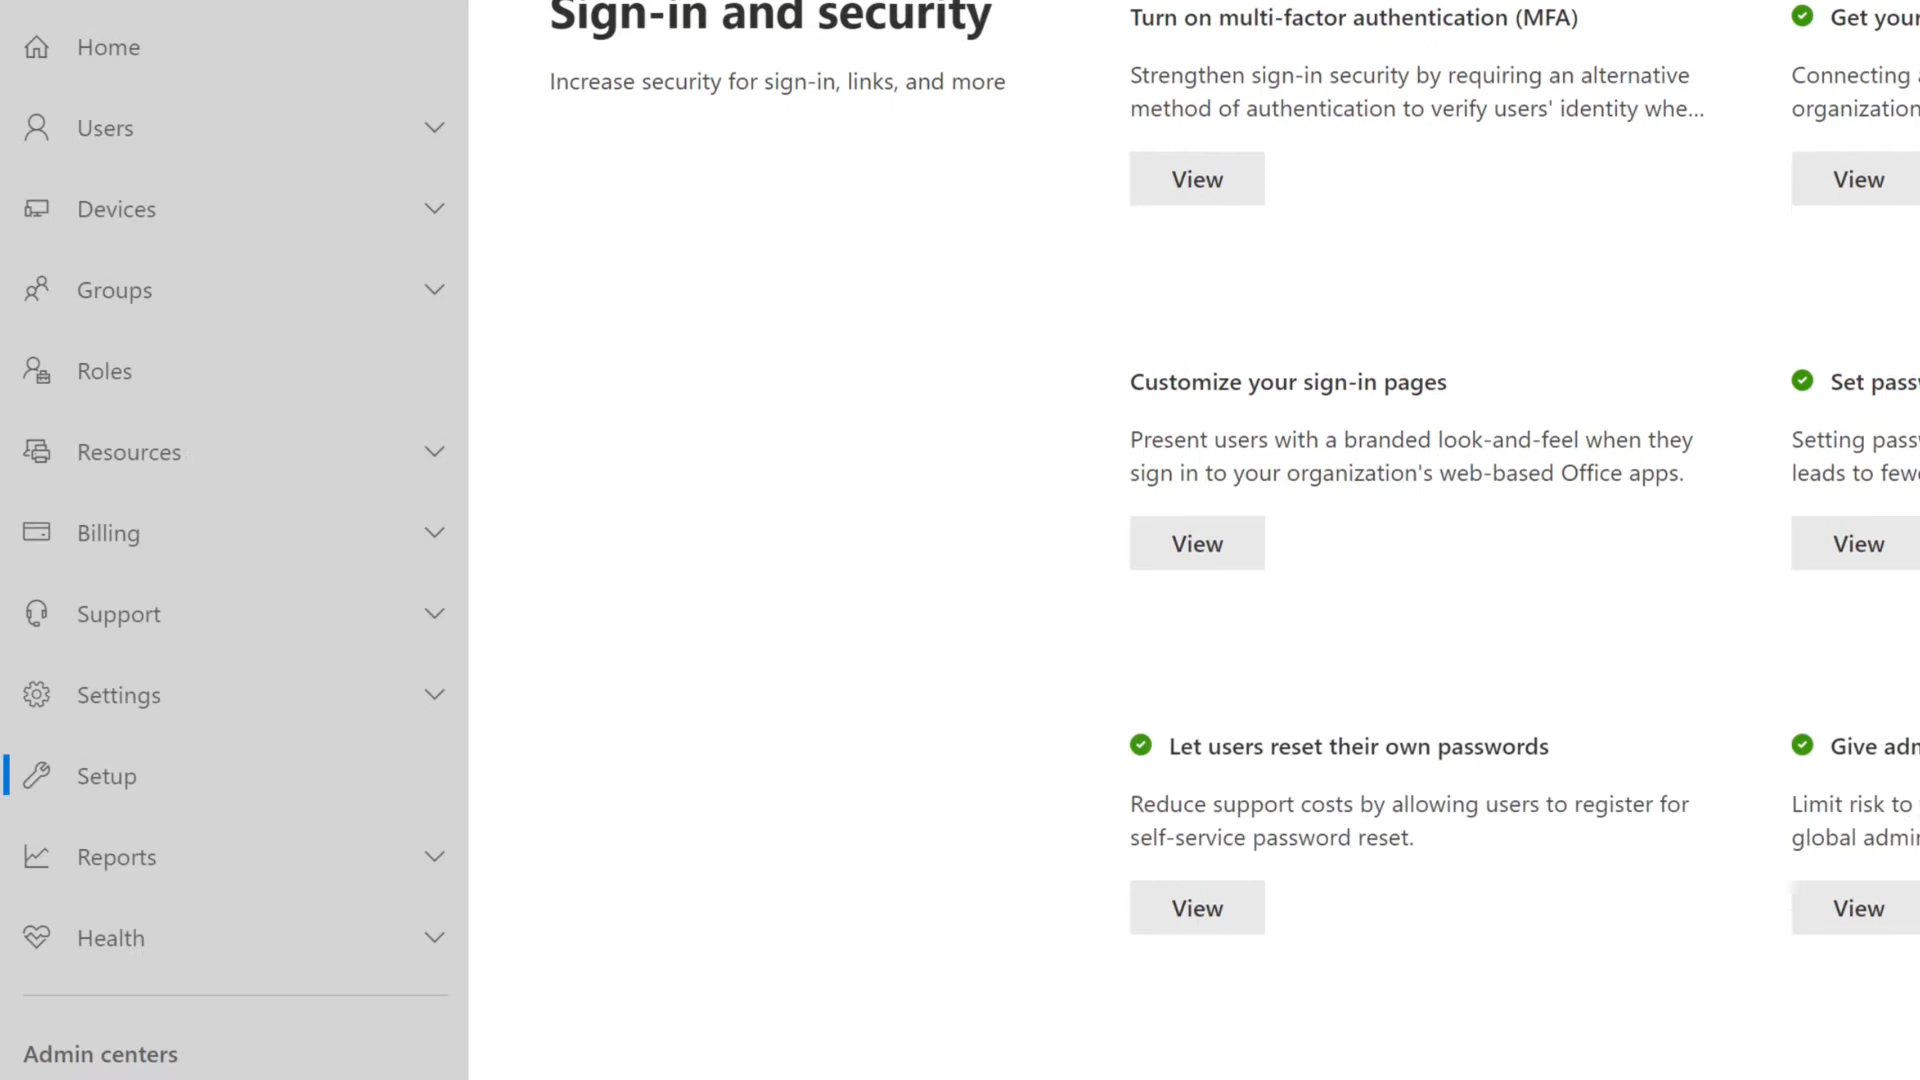 Home
Users
Devices
Groups
Roles
Resources
Billing
Support
Settings
Setup
Reports
Health
Admin centers
Sign-in and security
Increase security for sign-in, links, and more
Turn on multi-factor authentication (MFA)
Strengthen sign-in security by requiring an alternative
method of authentication to verify users' identity whe...
View
Get your
Connecting
organization
View
Customize your sign-in pages
Present users with a branded look-and-feel when they
sign in to your organization's web-based Office apps.
View
Set
Setting
leads to
View
Let users reset their own passwords
Reduce support costs by allowing users to register for
self-service password reset.
View
Give
Limit risk to
global
View